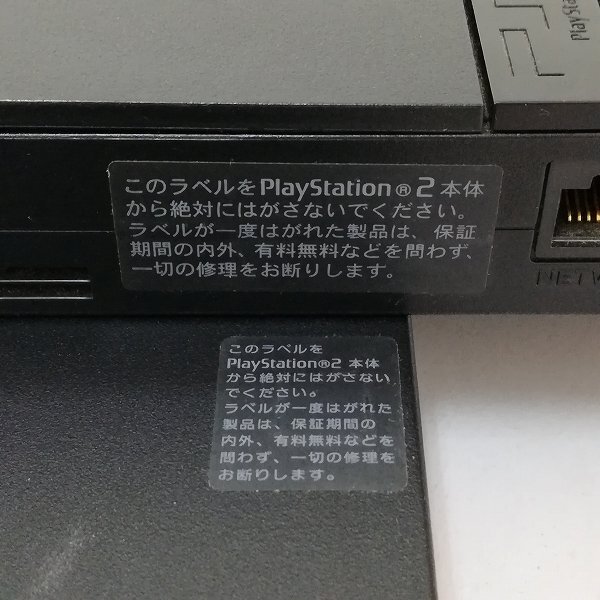 PlayStation
このラベルをPlayStation®2本体
から絶対にはがさないでください。
ラベルが一度はがれた製品は、保証
期間の内外、有料無料などを問わず、
一切の修理をお断りします。
このラベルを
PlayStation®2 本体
から絶対にはがさない
でください。
ラベルが一度はがれた
製品は、保証期間の
内外、有料無料などを
問わず、一切の修理を
お断りします。